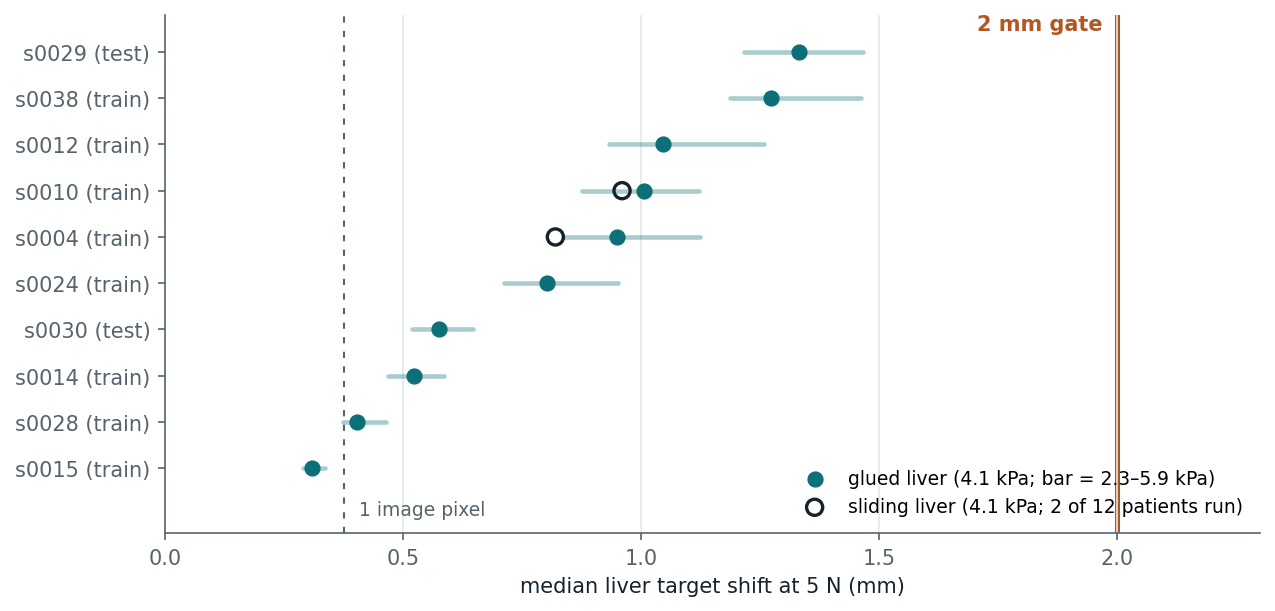 2 mm gate
s0029 (test)
s0038 (train)
s0012 (train)
s0010 (train)
s0004 (train)
s0024 (train)
s0030 (test)
s0014 (train)
s0028 (train)
s0015 (train)
glued liver (4.1 kPa; bar = 2.3–5.9 kPa)
sliding liver (4.1 kPa; 2 of 12 patients run)
1 image pixel
0.0 0.5 1.0 1.5 2.0
median liver target shift at 5 N (mm)